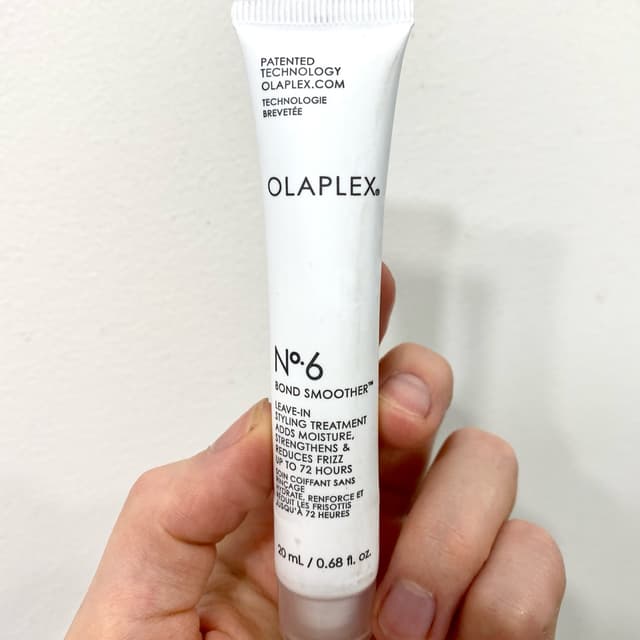 PATENTED
TECHNOLOGY
OLAPLEX.COM
TECHNOLOGIE
BREVETÉE
OLAPLEX®
Nº.6
BOND SMOOTHER™
LEAVE-IN
STYLING TREATMENT
ADDS MOISTURE,
STRENGTHENS &
REDUCES FRIZZ
UP TO 72 HOURS
SOIN COIFFANT SANS
RINÇAGE
HYDRATE, RENFORCE ET
RÉDUIT LES FRISOTTIS
JUSQU'À 72 HEURES
20 mL / 0.68 fl. oz.